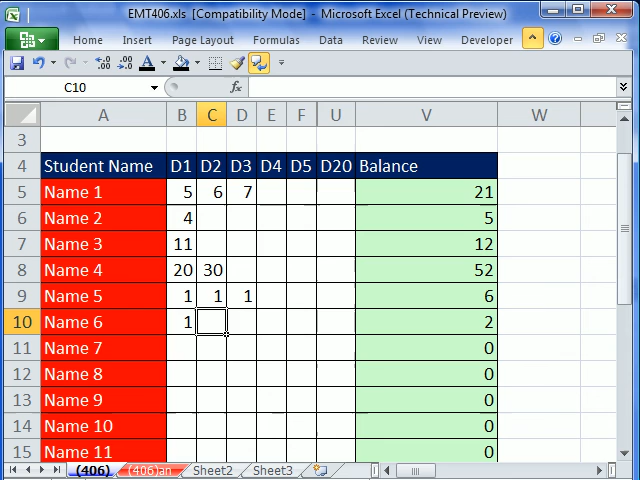 EMT406.xls [Compatibility Mode] - Microsoft Excel (Technical Preview)
Home Insert Page Layout Formulas Data Review View Developer
C10 fx
A B C D E F U V W
3
4 Student Name D1 D2 D3 D4 D5 D20 Balance
5 Name 1 5 6 7 21
6 Name 2 4 5
7 Name 3 11 12
8 Name 4 20 30 52
9 Name 5 1 1 1 6
10 Name 6 1 2
11 Name 7 0
12 Name 8 0
13 Name 9 0
14 Name 10 0
15 Name 11 0
(406) (406)an Sheet2 Sheet3